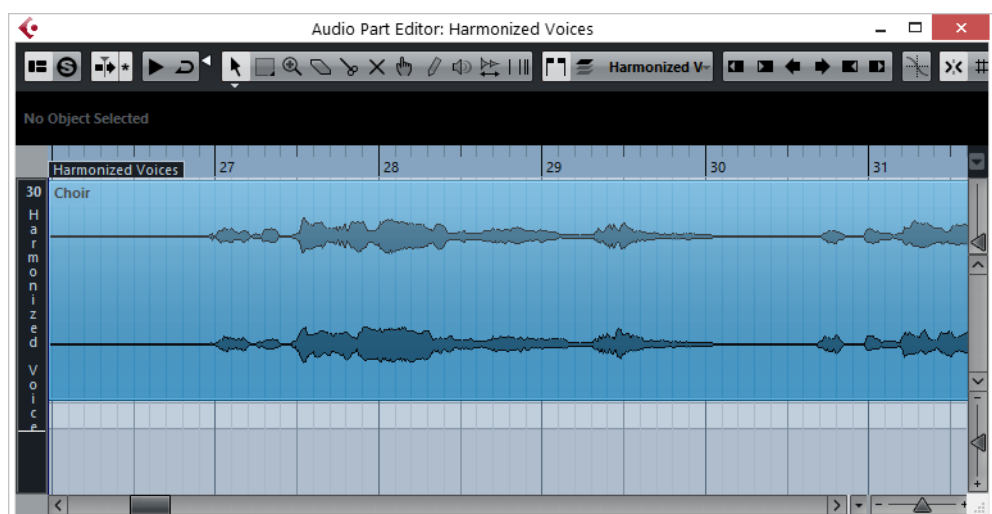 Audio Part Editor: Harmonized Voices
Harmonized V
No Object Selected
Harmonized Voices
27
28
29
30
31
30
Choir
Harmonized Voice